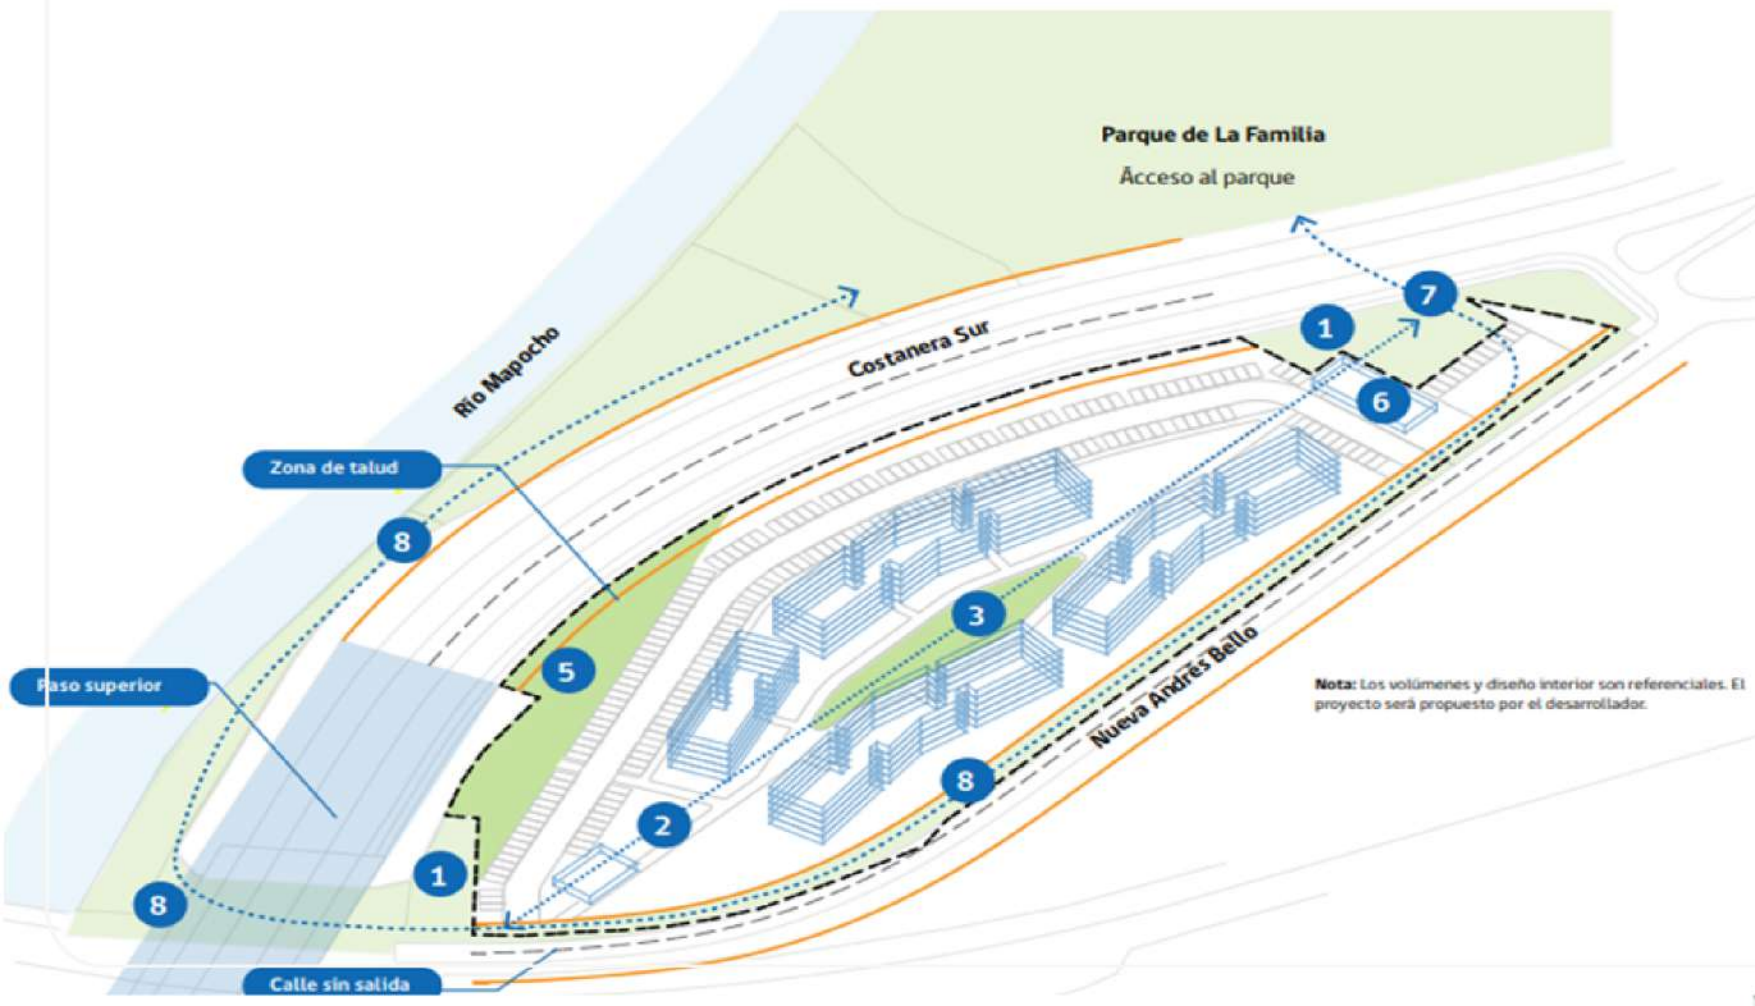 Parque de La Familia
Acceso al parque
7
1
Costanera Sur
Río Mapocho
6
Zona de talud
8
3
5
Paso superior
Nueva Andrés Bello
Nota: Los volúmenes y diseño interior son referenciales. El
proyecto será propuesto por el desarrollador.
8
2
1
8
Calle sin salida